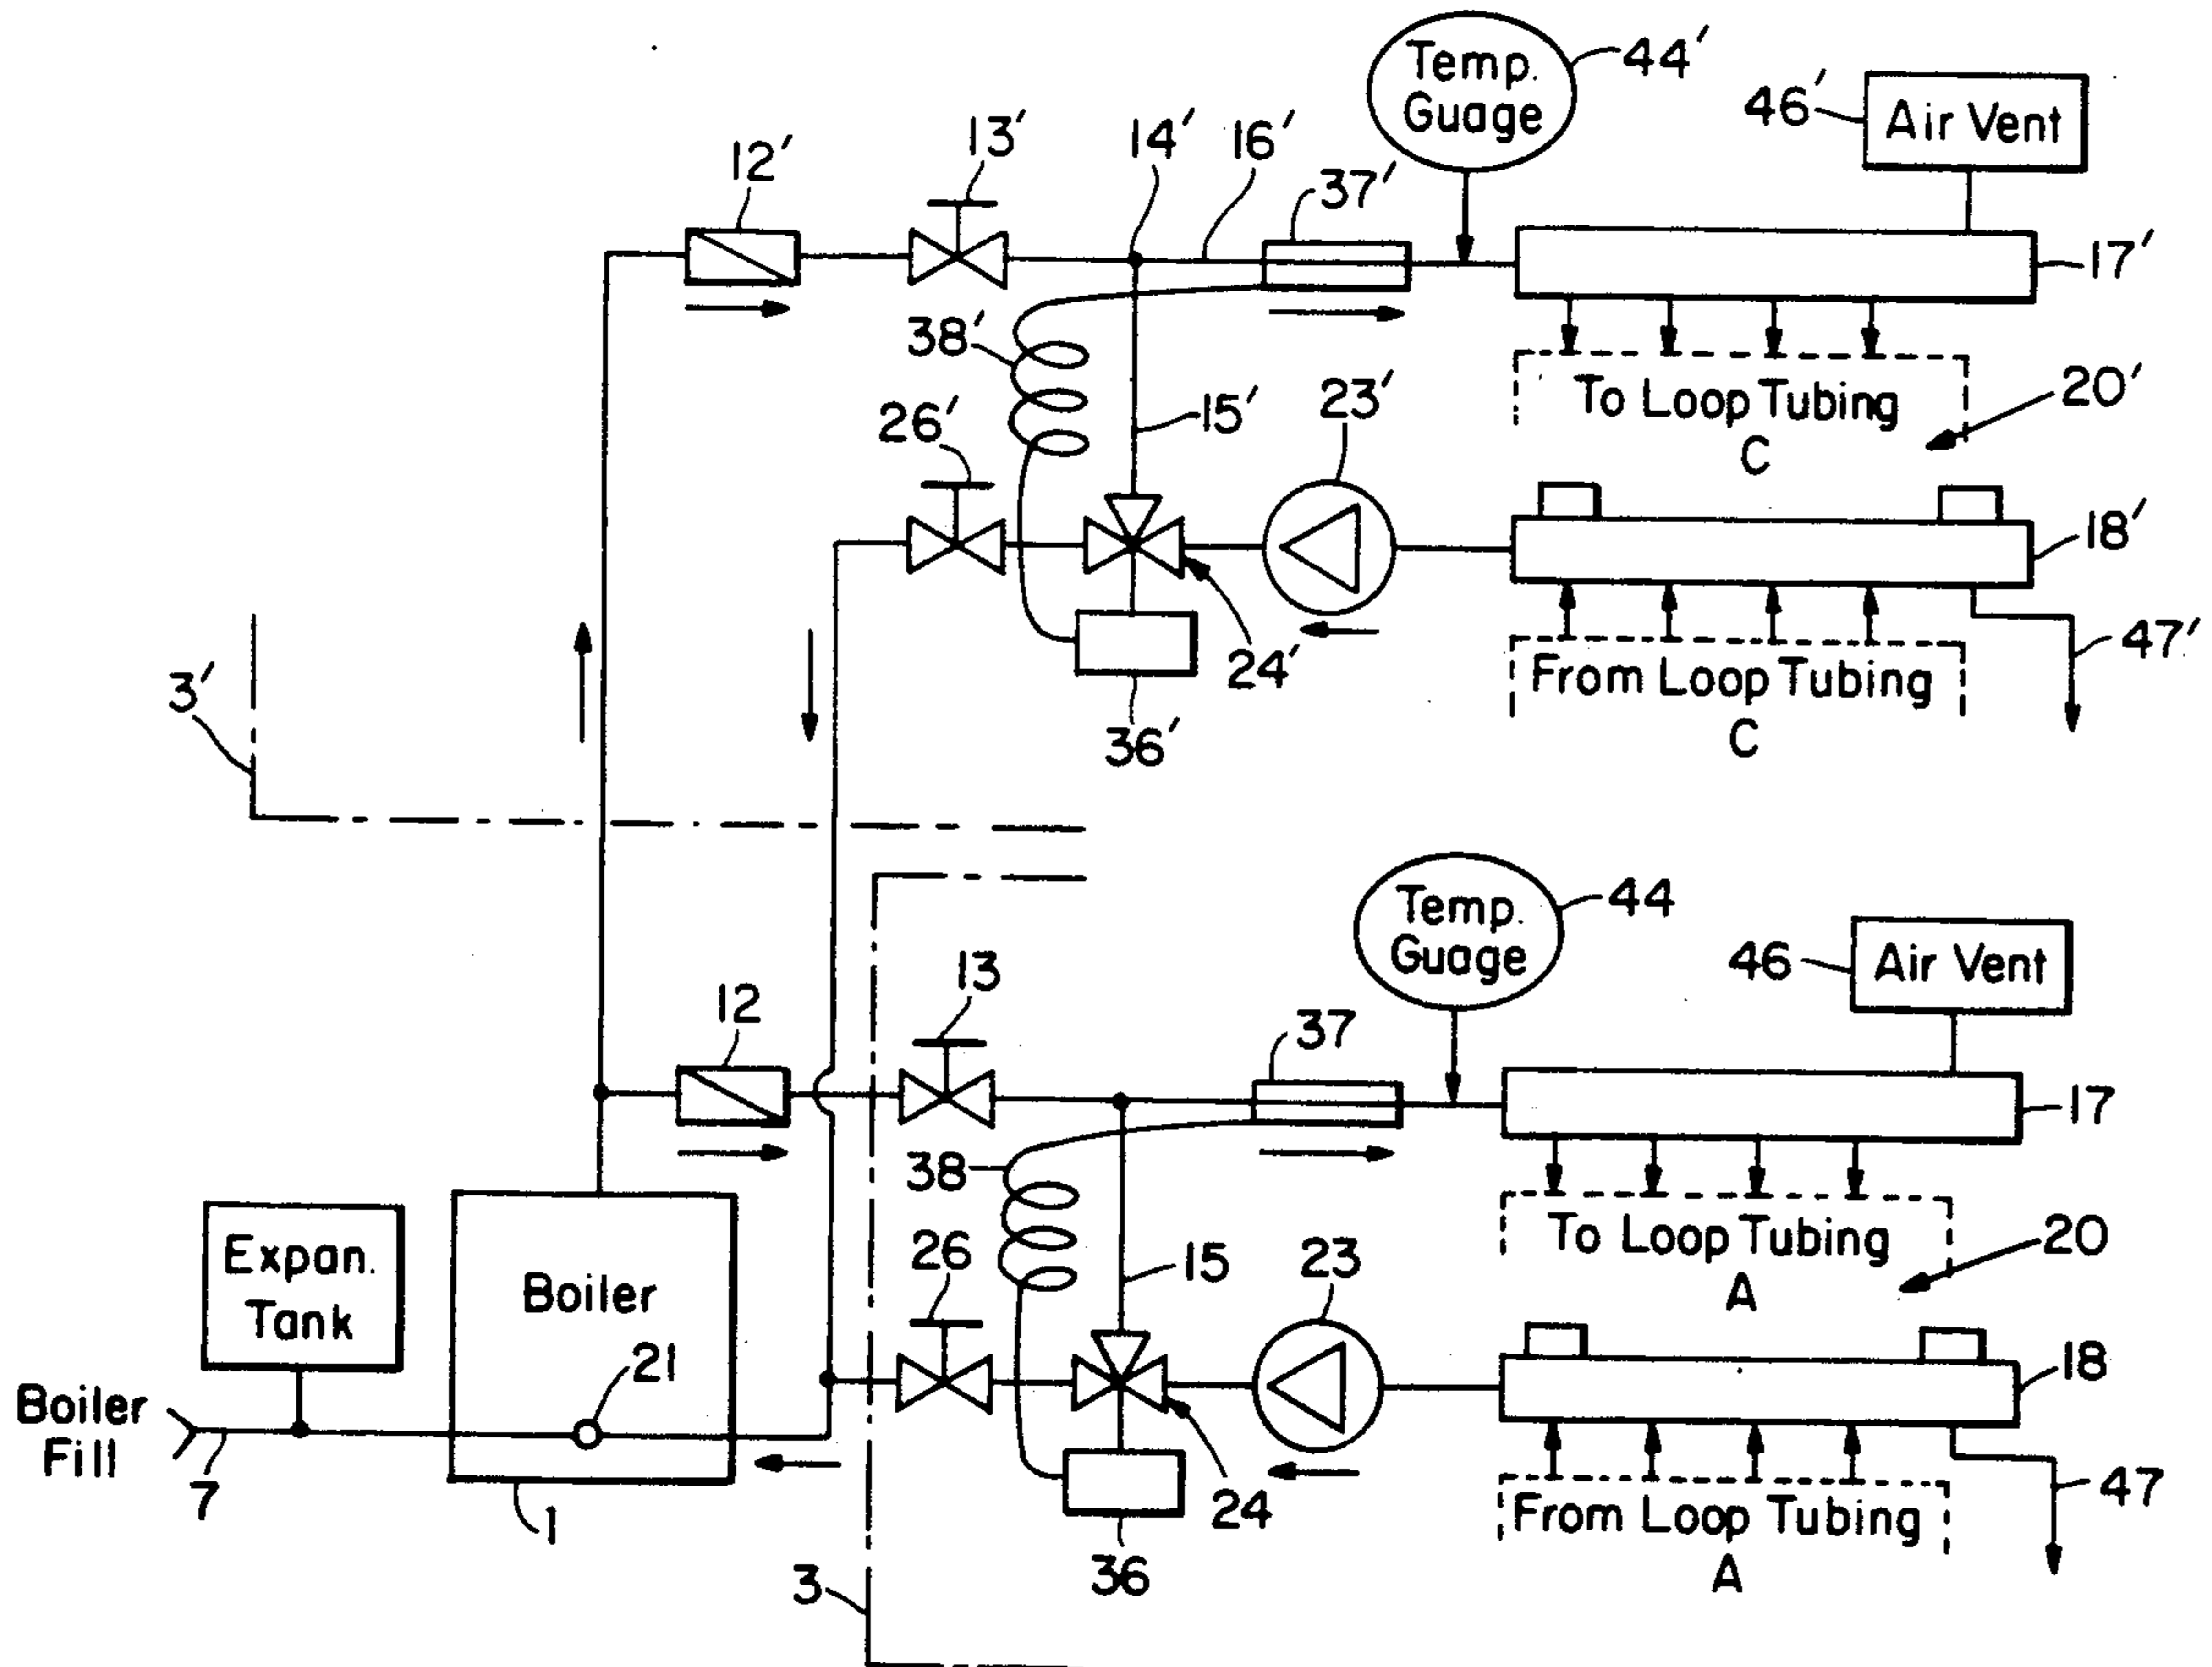 Temp.
Guage
44'
46'
Air Vent
13'
14'
16'
12'
37'
17'
38'
To Loop Tubing
C
20'
23'
15'
26'
18'
From Loop Tubing
C
47'
24'
3'
36'
Temp.
Guage
44
46
Air Vent
13
12
37
17
38
To Loop Tubing
A
20
26
15
23
Expan.
Tank
Boiler
21
18
Boiler
Fill
From Loop Tubing
A
47
24
7
1
36
3